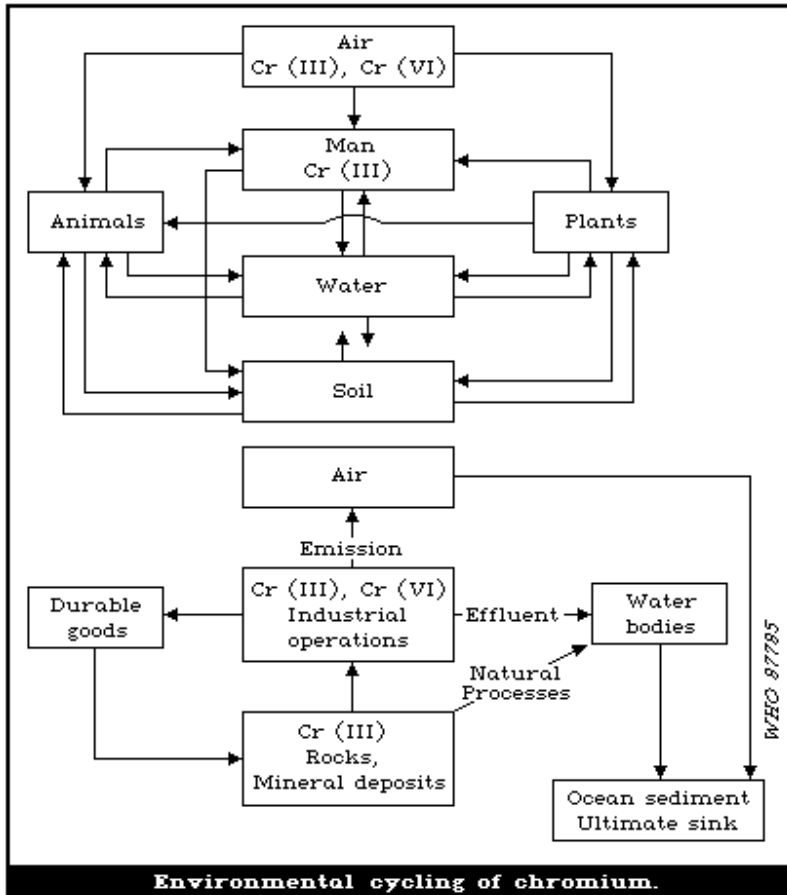 Air
Cr (III), Cr (VI)
Man
Cr (III)
Animals
Plants
Water
Soil
Air
Emission
Cr (III), Cr (VI)
Industrial
operations
Durable
goods
Effluent
Water
bodies
Natural
Processes
Cr (III)
Rocks,
Mineral deposits
WHO 87795
Ocean sediment
Ultimate sink
Environmental cycling of chromium.